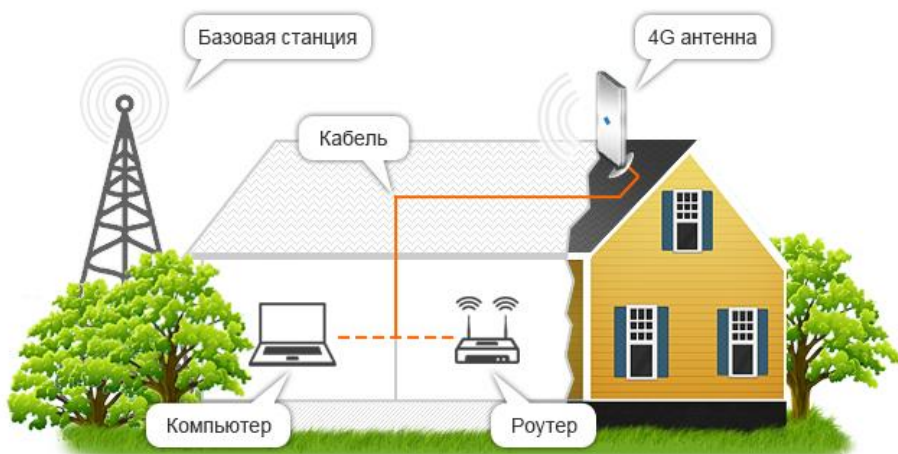 Базовая станция
4G антенна
Кабель
Компьютер
Роутер